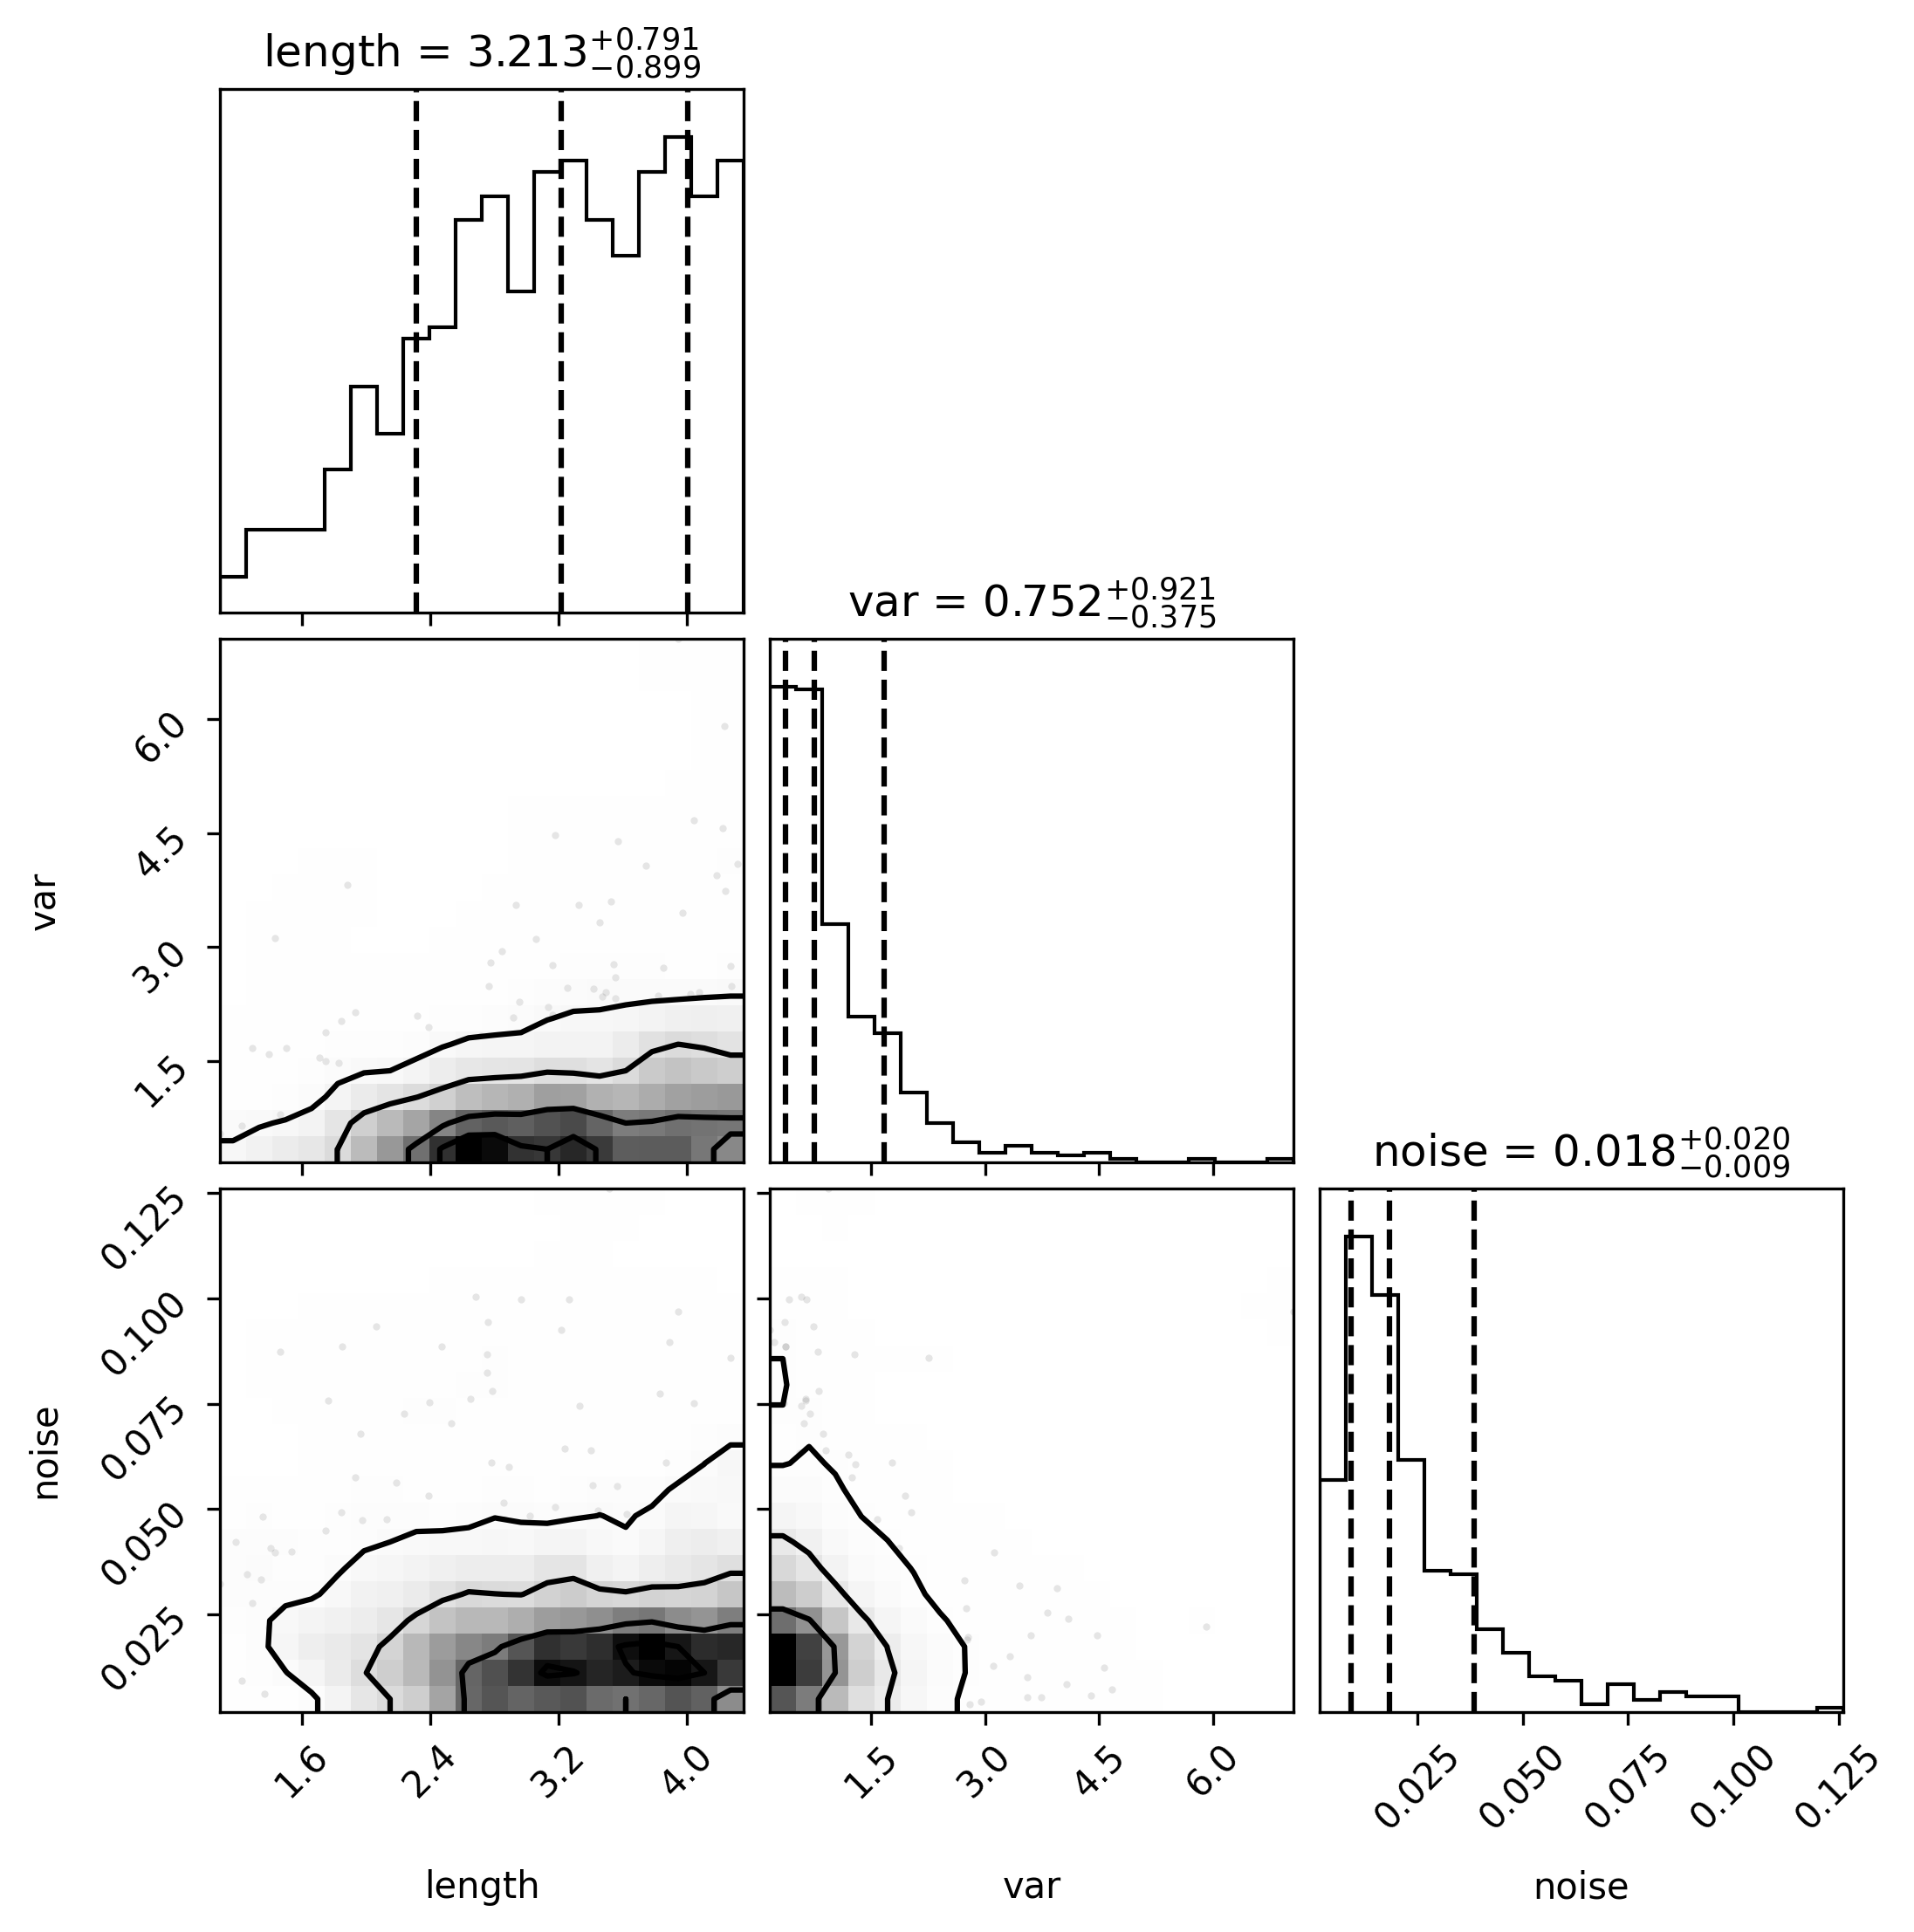 length = 3.213+0.791−0.899
var = 0.752+0.921−0.375
6.0
4.5
3.0
1.5
var
noise = 0.018+0.020−0.009
0.125
0.100
0.075
0.050
0.025
noise
1.6 2.4 3.2 4.0 1.5 3.0 4.5 6.0 0.025 0.050 0.075 0.100 0.125
length var noise